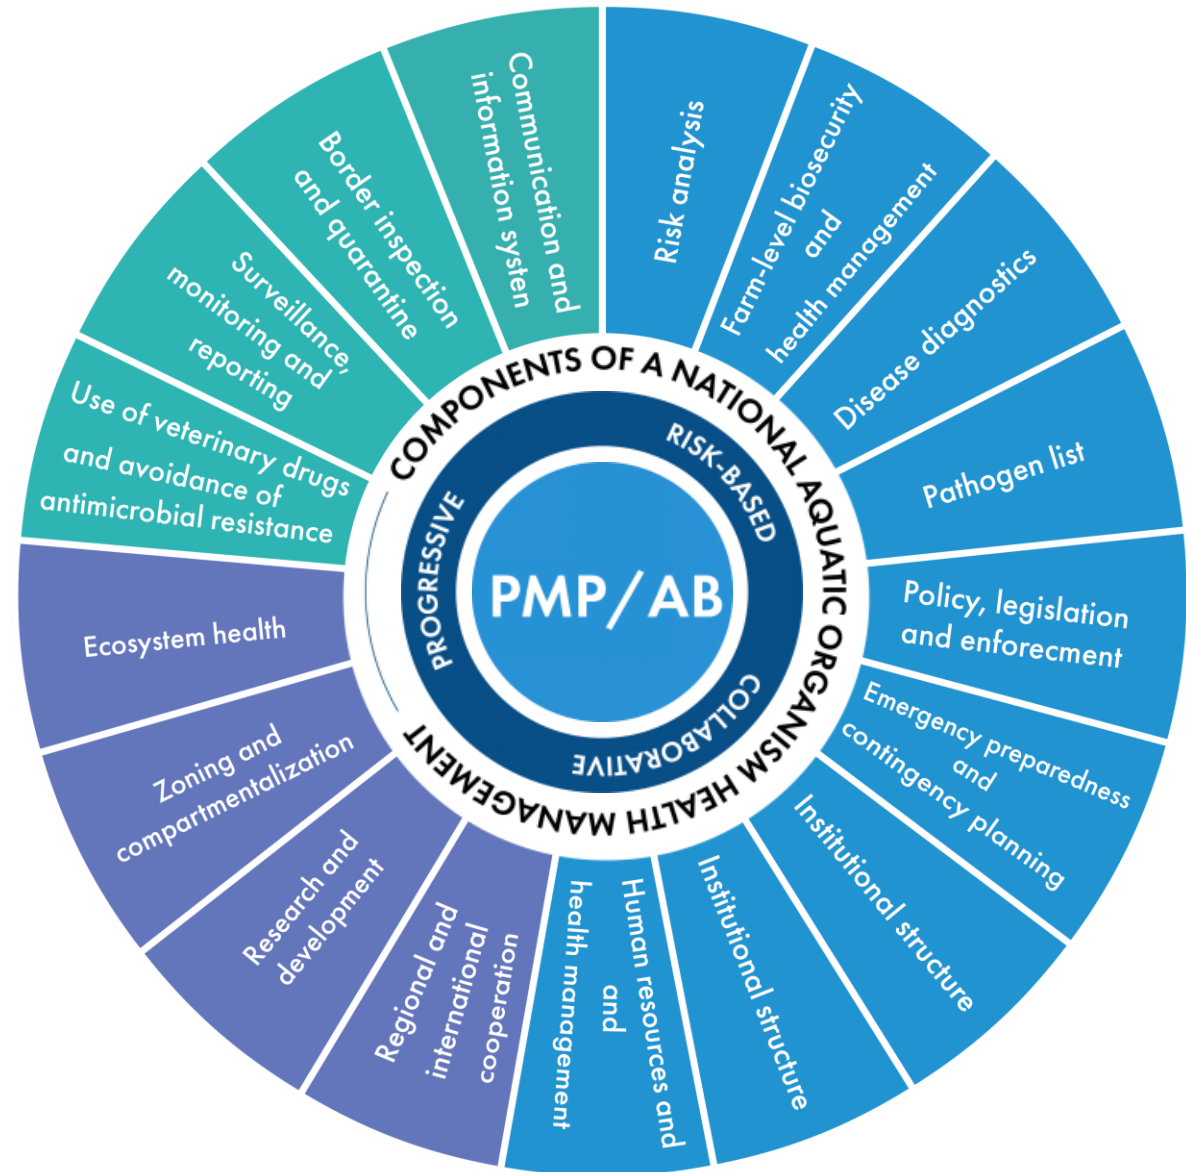 PMP/AB
RISK-BASED
COLLABORATIVE
PROGRESSIVE
COMPONENTS OF A NATIONAL AQUATIC ORGANISM HEALTH MANAGEMENT
Risk analysis
Farm-level biosecurity
and
health management
Disease diagnostics
Pathogen list
Policy, legislation
and enforecment
Emergency preparedness
and
contingency planning
Institutional structure
Institutional structure
Human resources and
and
health management
Regional and
international
cooperation
Research and
development
Zoning and
compartmentalization
Ecosystem health
Use of veterinary drugs
and avoidance of
antimicrobial resistance
Surveillance,
monitoring and
reporting
Border inspection
and quarantine
Communication and
information systen